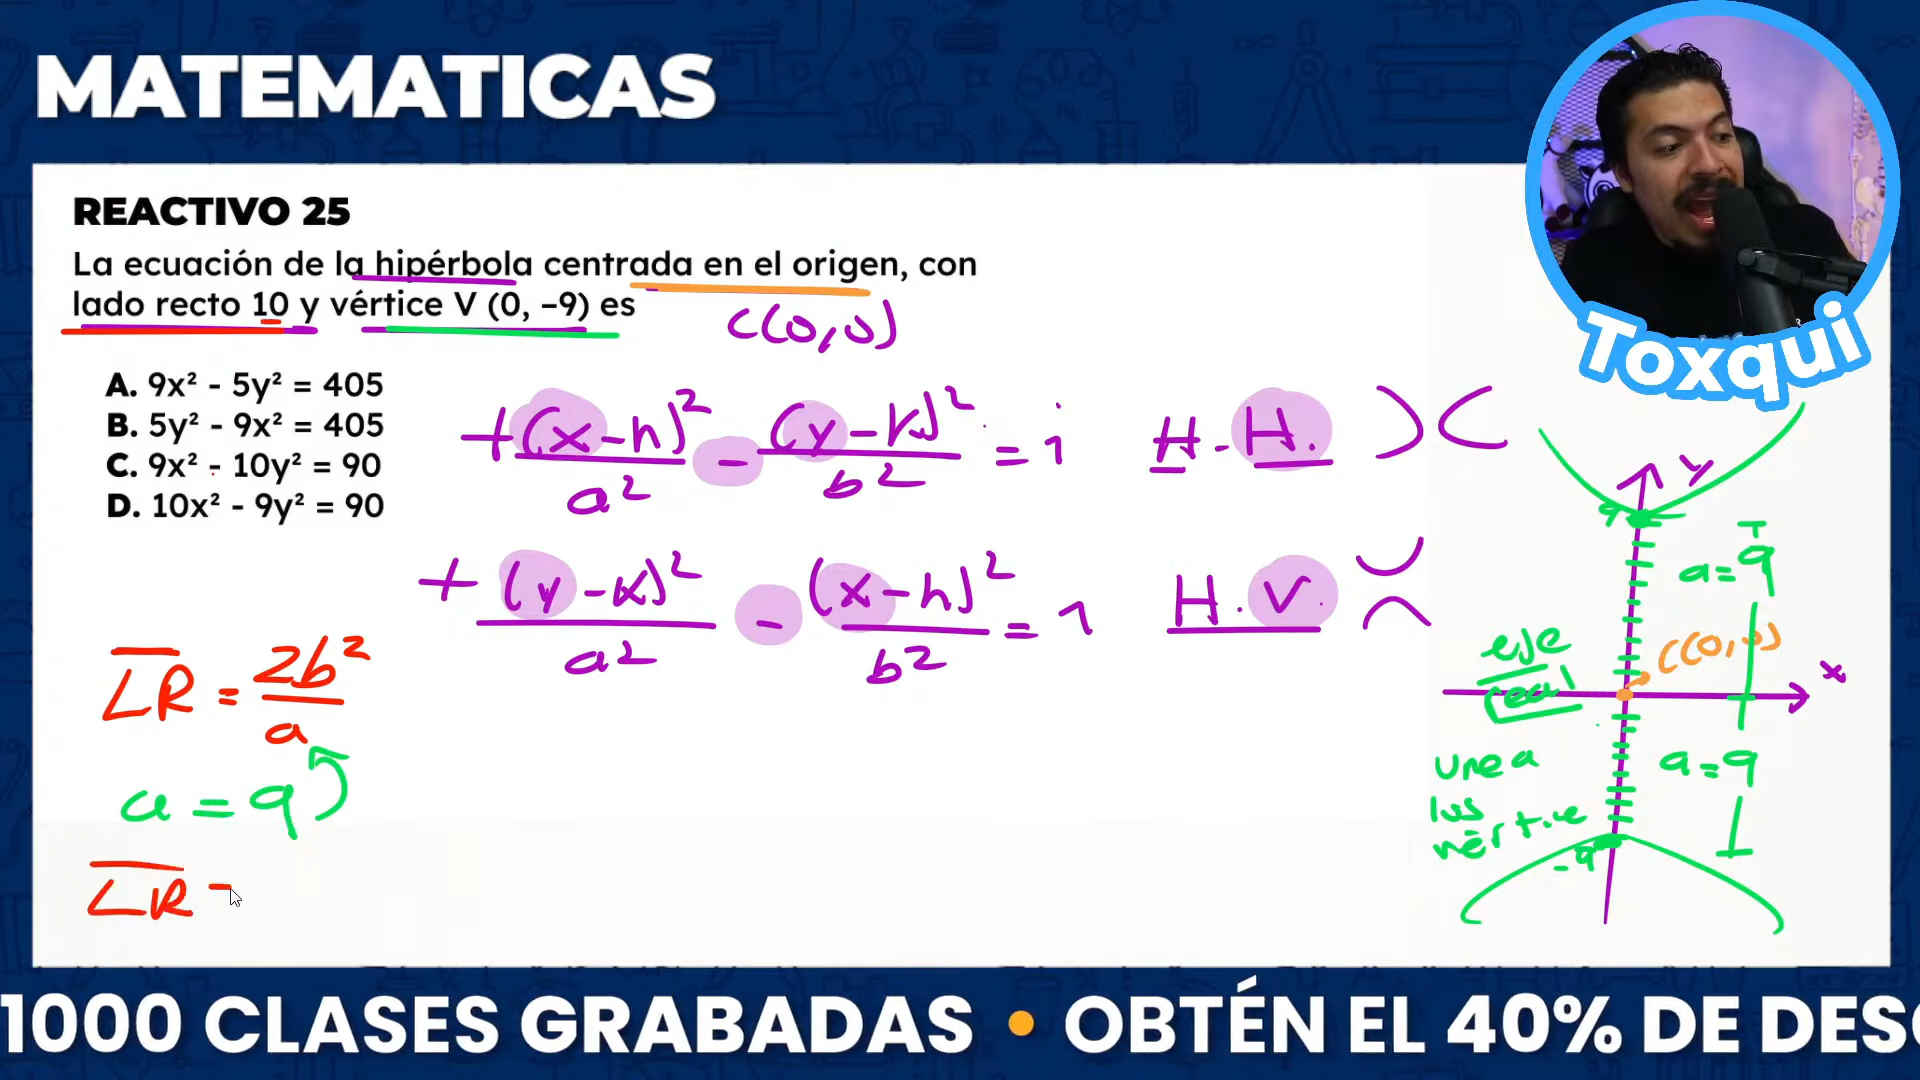 MATEMATICAS
Toxqui
REACTIVO 25
La ecuación de la hipérbola centrada en el origen, con
lado recto 10 y vértice V (0, –9) es
C(0,0)
A. 9x² - 5y² = 405
B. 5y² - 9x² = 405
C. 9x² - 10y² = 90
D. 10x² - 9y² = 90
+(x-h)²/a² - (y-k)²/b² = 1 H-H.
+(y-k)²/a² - (x-h)²/b² = 1 H.V.
LR = 2b²/a
a = 9
LR =
y
9
a=9
C(0,0)
x
eje
real
unea
los
vértice
a=9
-9
1000 CLASES GRABADAS • OBTÉN EL 40% DE DES